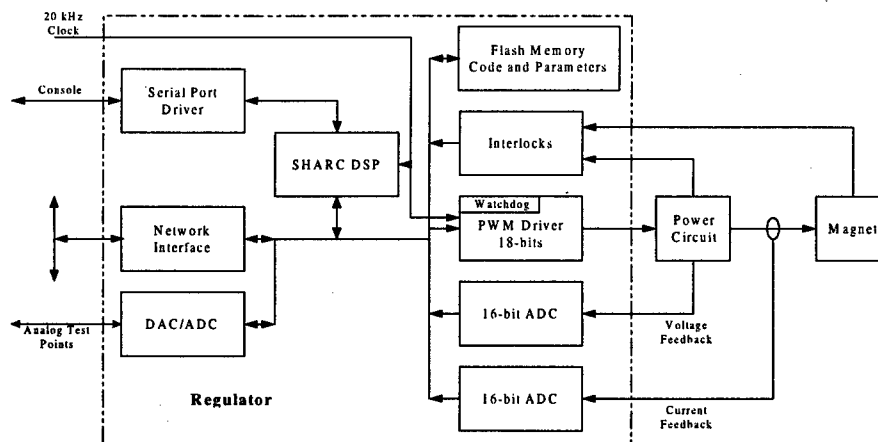 20 kHz
Clock
Flash Memory
Code and Parameters
Console
Serial Port
Driver
Interlocks
SHARC DSP
Watchdog
PWM Driver
18-bits
Power
Circuit
Magnet
Network
Interface
16-bit ADC
Voltage
Feedback
DAC/ADC
Analog Test
Points
Regulator
16-bit ADC
Current
Feedback